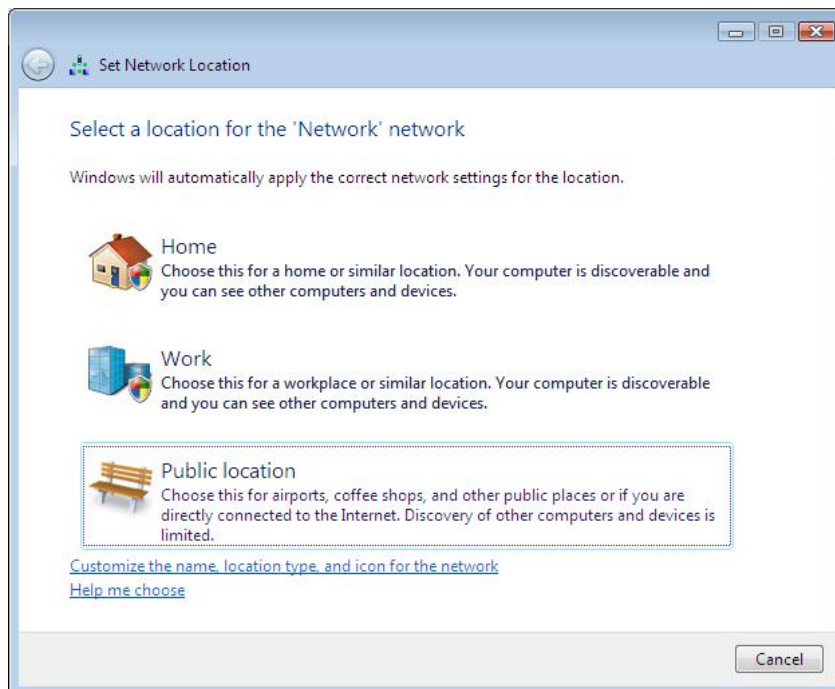 Set Network Location
Select a location for the 'Network' network
Windows will automatically apply the correct network settings for the location.
Home
Choose this for a home or similar location. Your computer is discoverable and
you can see other computers and devices.
Work
Choose this for a workplace or similar location. Your computer is discoverable
and you can see other computers and devices.
Public location
Choose this for airports, coffee shops, and other public places or if you are
directly connected to the Internet. Discovery of other computers and devices is
limited.
Customize the name, location type, and icon for the network
Help me choose
Cancel